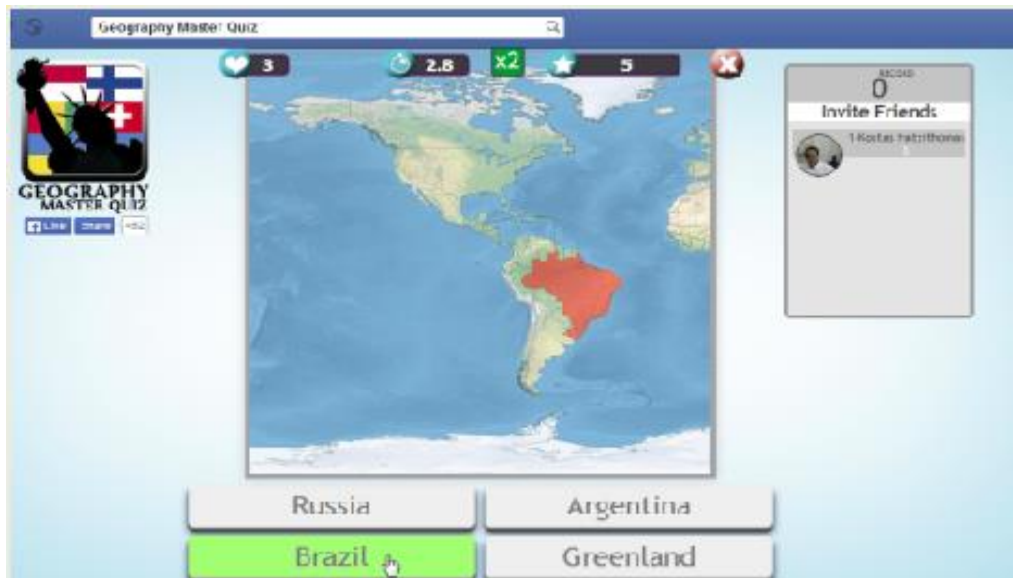 Geography Master Quiz
3
2.8
x2
5
0
Invite Friends
GEOGRAPHY
MASTER QUIZ
Like
Share
Russia
Argentina
Brazil
Greenland